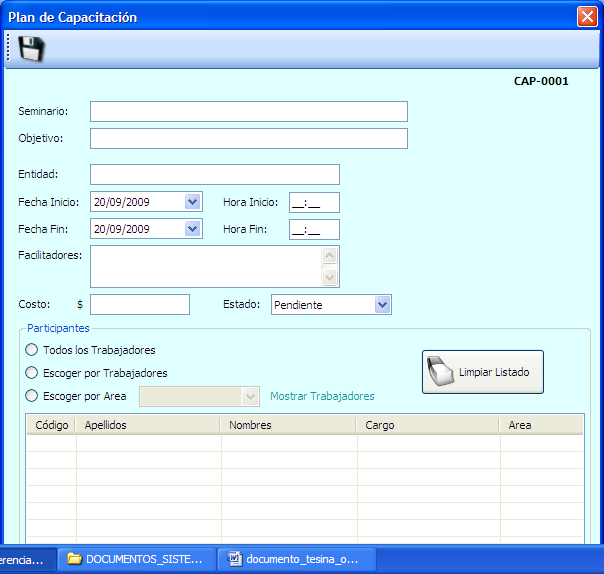 Plan de Capacitación
CAP-0001
Seminario:
Objetivo:
Entidad:
Fecha Inicio: 20/09/2009 Hora Inicio: __:__
Fecha Fin: 20/09/2009 Hora Fin: __:__
Facilitadores:
Costo: $ Estado: Pendiente
Participantes
Todos los Trabajadores
Escoger por Trabajadores
Limpiar Listado
Escoger por Area Mostrar Trabajadores
Código Apellidos Nombres Cargo Area
erencia... DOCUMENTOS_SISTE... documento_tesina_o...